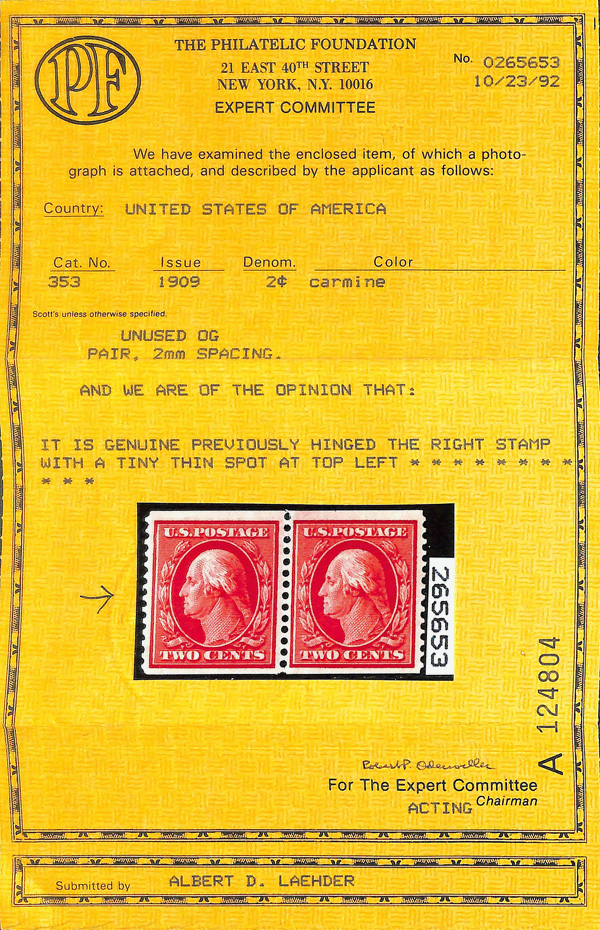 PF
THE PHILATELIC FOUNDATION
21 EAST 40TH STREET
NEW YORK, N.Y. 10016
EXPERT COMMITTEE
No. 0265653
10/23/92
We have examined the enclosed item, of which a photo-
graph is attached, and described by the applicant as follows:
Country: UNITED STATES OF AMERICA
Cat. No. Issue Denom. Color
353 1909 2¢ carmine
Scott's unless otherwise specified.
UNUSED OG
PAIR, 2mm SPACING.
AND WE ARE OF THE OPINION THAT:
IT IS GENUINE PREVIOUSLY HINGED THE RIGHT STAMP
WITH A TINY THIN SPOT AT TOP LEFT * * * * * * * *
* * *
U.S.POSTAGE U.S.POSTAGE
TWO CENTS TWO CENTS
265653
A 124804
Robert P. Odenweller
For The Expert Committee
ACTING Chairman
Submitted by ALBERT D. LAEHDER